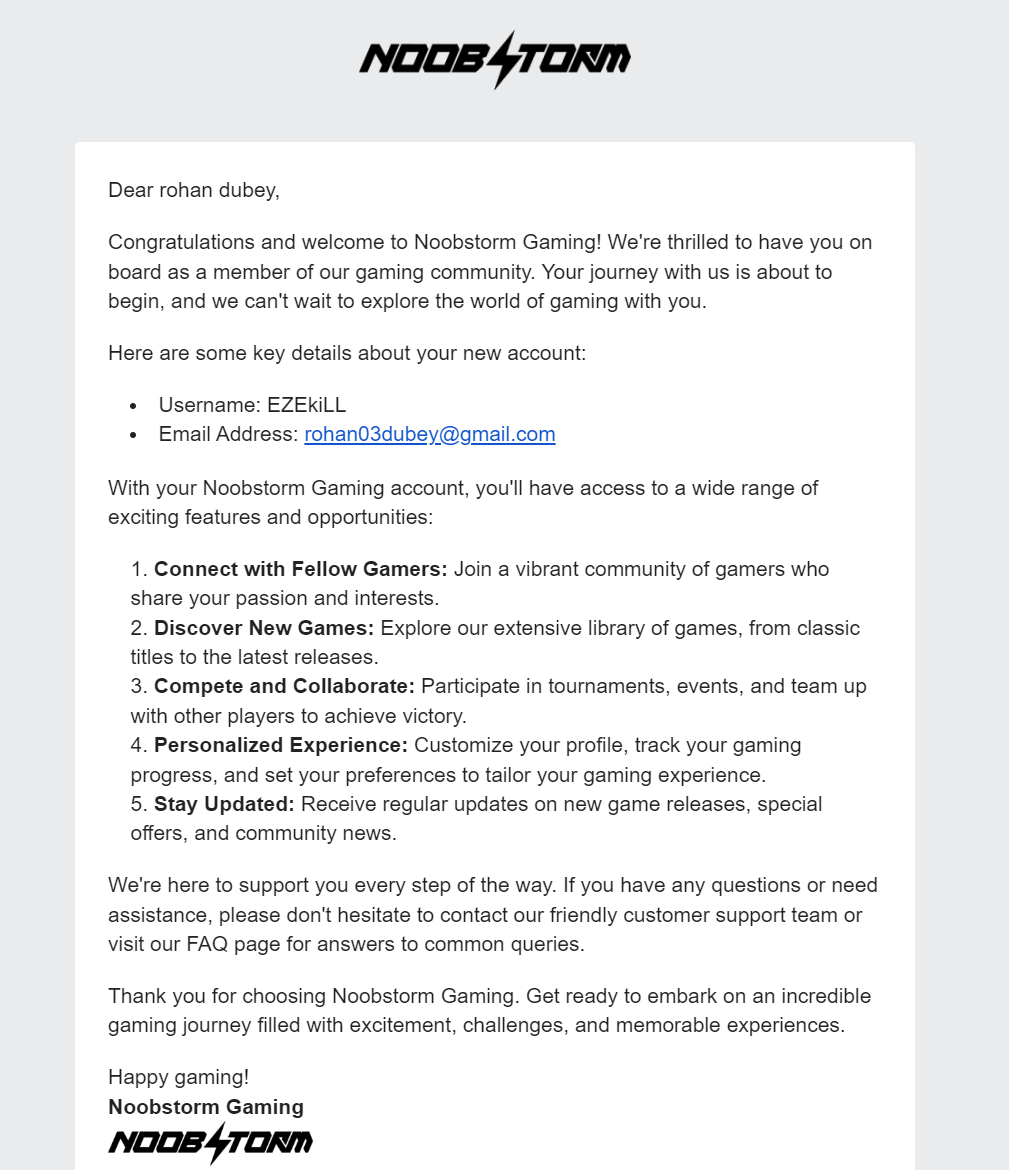 NOOBSTORM
Dear rohan dubey,
Congratulations and welcome to Noobstorm Gaming! We're thrilled to have you on
board as a member of our gaming community. Your journey with us is about to
begin, and we can't wait to explore the world of gaming with you.
Here are some key details about your new account:
• Username: EZEkiLL
• Email Address: rohan03dubey@gmail.com
With your Noobstorm Gaming account, you'll have access to a wide range of
exciting features and opportunities:
1. Connect with Fellow Gamers: Join a vibrant community of gamers who
share your passion and interests.
2. Discover New Games: Explore our extensive library of games, from classic
titles to the latest releases.
3. Compete and Collaborate: Participate in tournaments, events, and team up
with other players to achieve victory.
4. Personalized Experience: Customize your profile, track your gaming
progress, and set your preferences to tailor your gaming experience.
5. Stay Updated: Receive regular updates on new game releases, special
offers, and community news.
We're here to support you every step of the way. If you have any questions or need
assistance, please don't hesitate to contact our friendly customer support team or
visit our FAQ page for answers to common queries.
Thank you for choosing Noobstorm Gaming. Get ready to embark on an incredible
gaming journey filled with excitement, challenges, and memorable experiences.
Happy gaming!
Noobstorm Gaming
NOOBSTORM